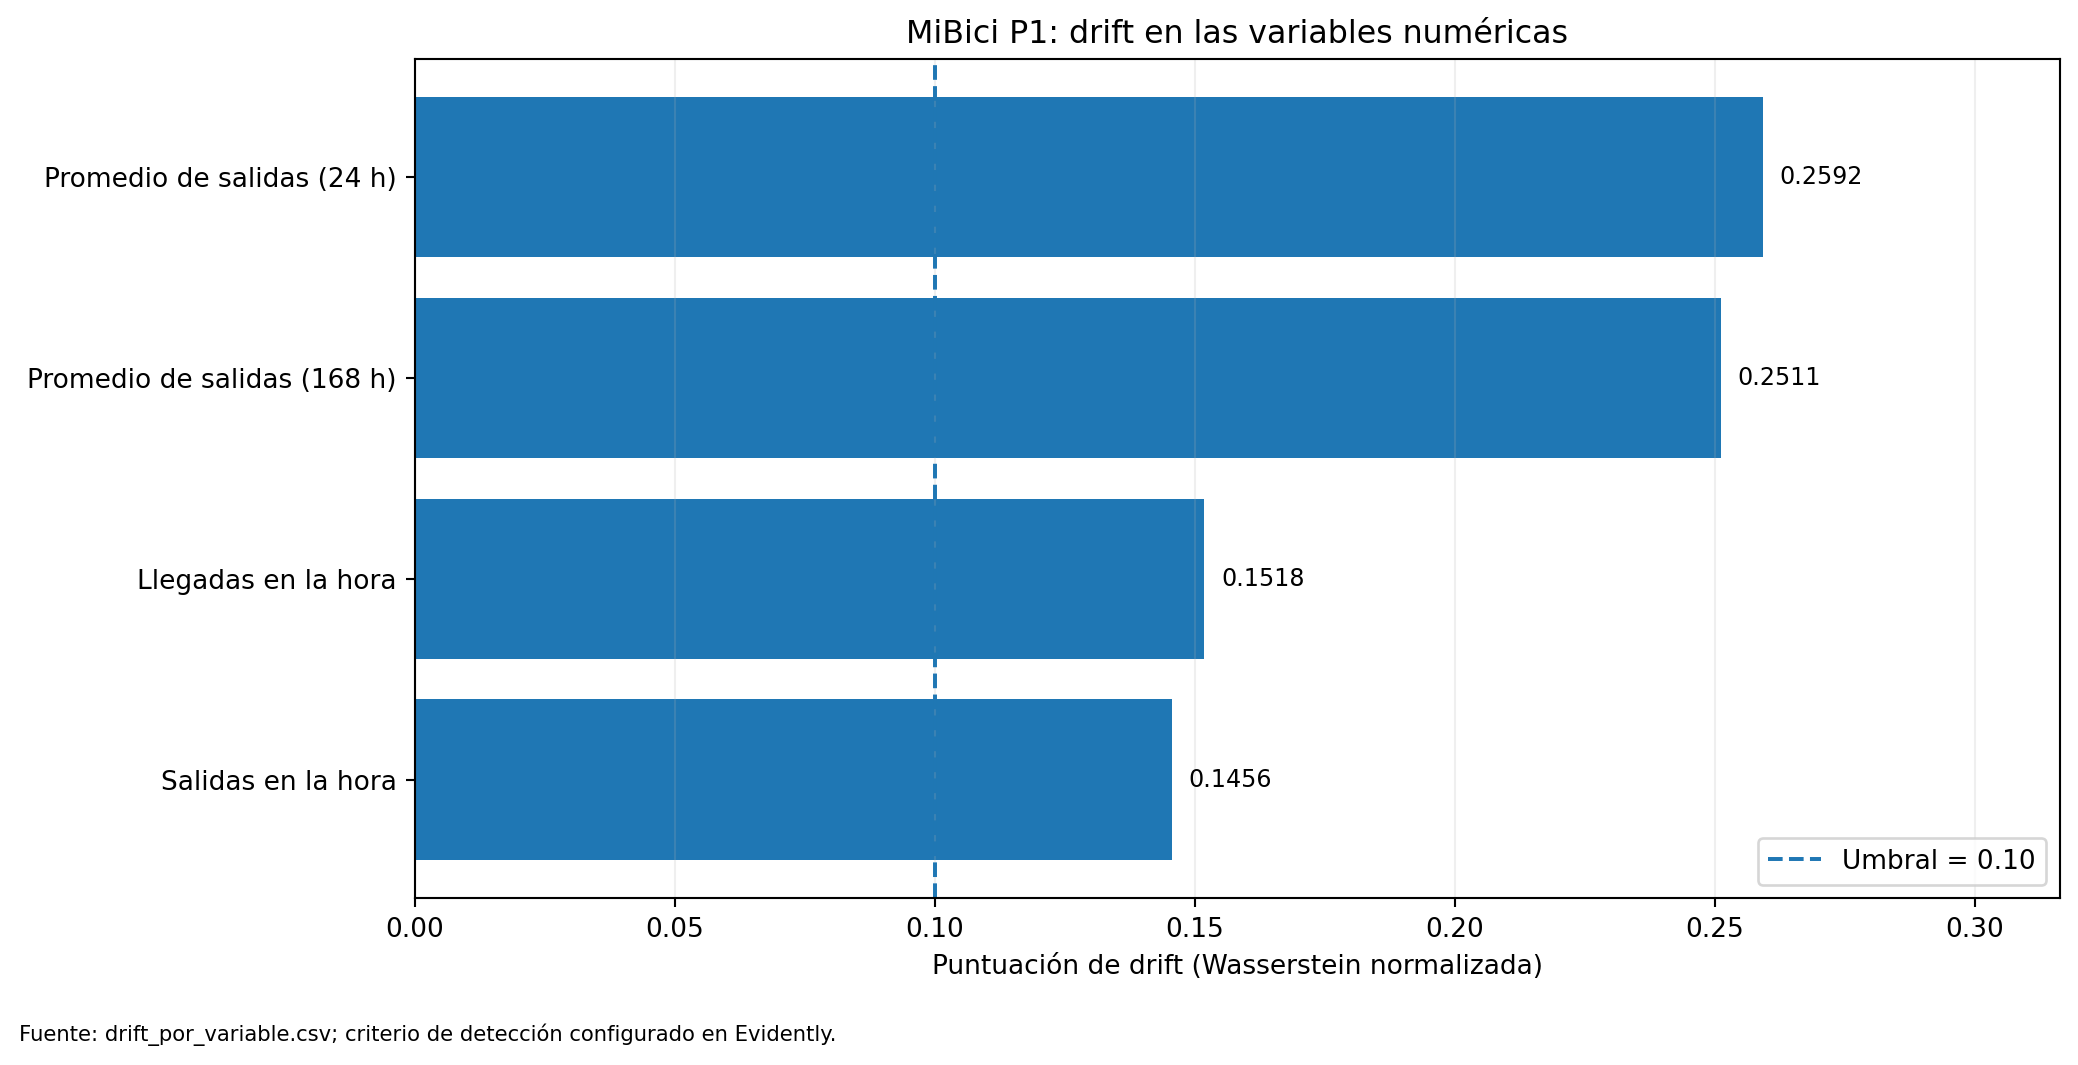 MiBici P1: drift en las variables numéricas
Promedio de salidas (24 h)
0.2592
Promedio de salidas (168 h)
0.2511
Llegadas en la hora
0.1518
Salidas en la hora
0.1456
Umbral = 0.10
0.00 0.05 0.10 0.15 0.20 0.25 0.30
Puntuación de drift (Wasserstein normalizada)
Fuente: drift_por_variable.csv; criterio de detección configurado en Evidently.